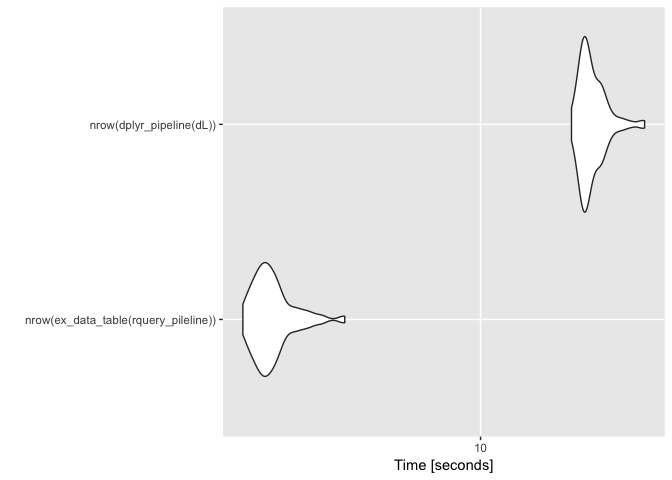 nrow(dplyr_pipeline(dL))
nrow(ex_data_table(rquery_pileline))
10
Time [seconds]